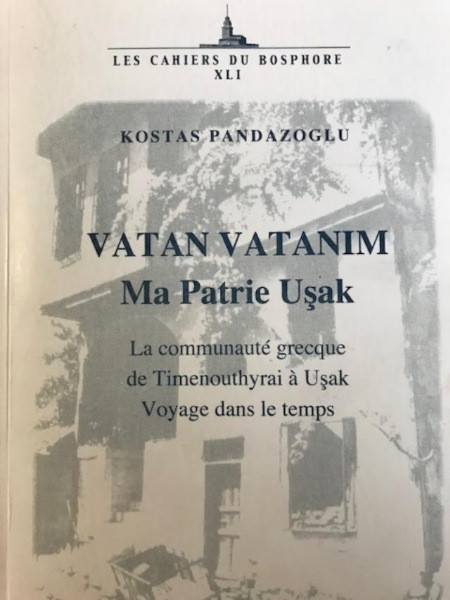 LES CAHIERS DU BOSPHORE
XLI
KOSTAS PANDAZOGLU
VATAN VATANIM
Ma Patrie Uşak
La communauté grecque
de Timenouthyrai à Uşak
Voyage dans le temps